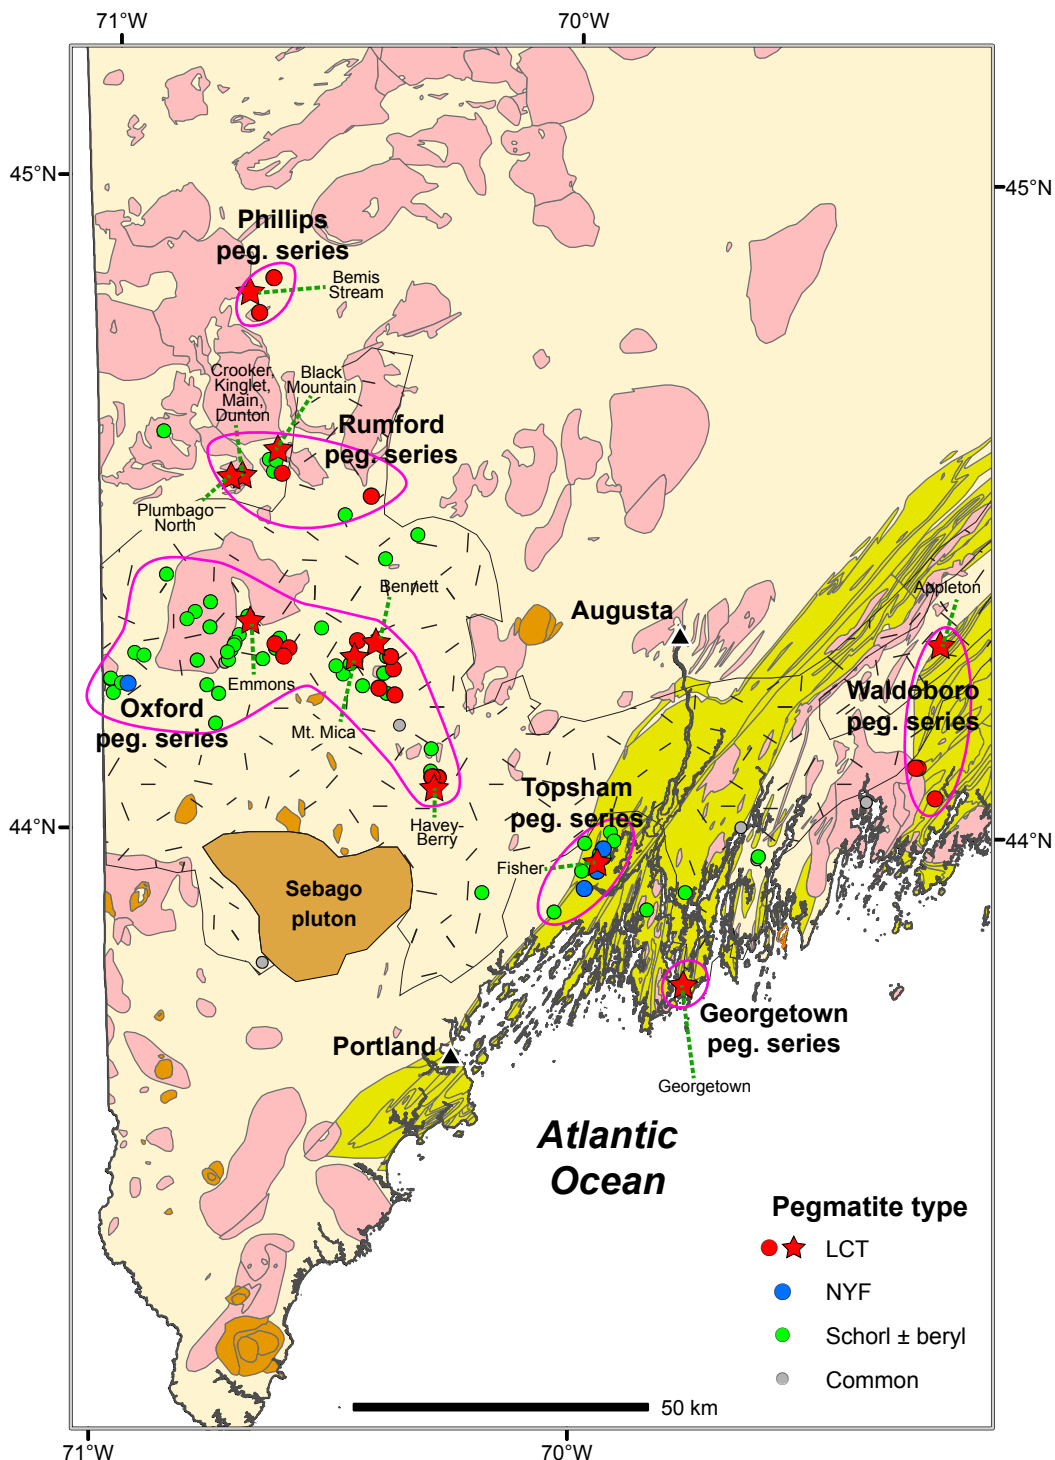 71°W
70°W
45°N
45°N
Phillips
peg. series
Bemis
Stream
Crooker,
Kinglet,
Main,
Dunton
Black
Mountain
Rumford
peg. series
Plumbago
North
Bennett
Augusta
Appleton
Emmons
Oxford
peg. series
Mt. Mica
Waldoboro
peg. series
Topsham
peg. series
44°N
44°N
Havey-
Berry
Fisher
Sebago
pluton
Georgetown
peg. series
Portland
Georgetown
Atlantic
Ocean
Pegmatite type
LCT
NYF
Schorl ± beryl
Common
50 km
71°W
70°W